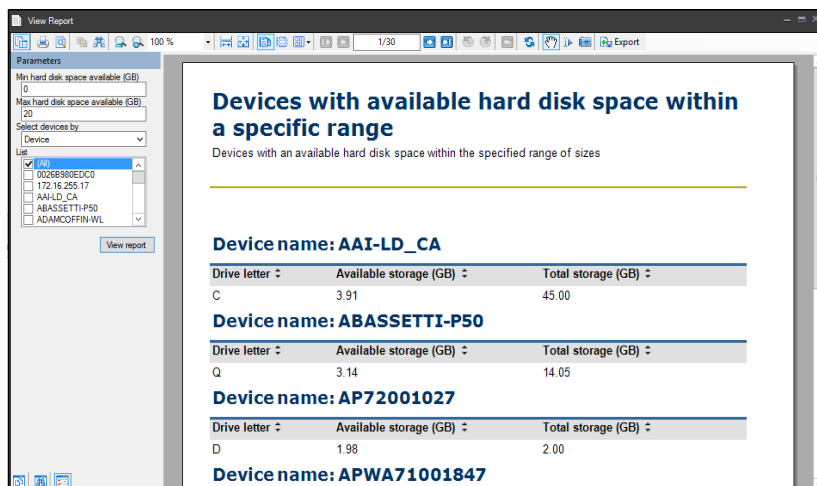 View Report
100 %
1/30
Export
Parameters
Min hard disk space available (GB)
0
Max hard disk space available (GB)
20
Select devices by
Device
List
(All)
0026B980EDC0
172.16.255.17
AAI-LD_CA
ABASSETTI-P50
ADAMCOFFIN-WL
View report
Devices with available hard disk space within
a specific range
Devices with an available hard disk space within the specified range of sizes
Device name: AAI-LD_CA
Drive letter Available storage (GB) Total storage (GB)
C 3.91 45.00
Device name: ABASSETTI-P50
Drive letter Available storage (GB) Total storage (GB)
Q 3.14 14.05
Device name: AP72001027
Drive letter Available storage (GB) Total storage (GB)
D 1.98 2.00
Device name: APWA71001847